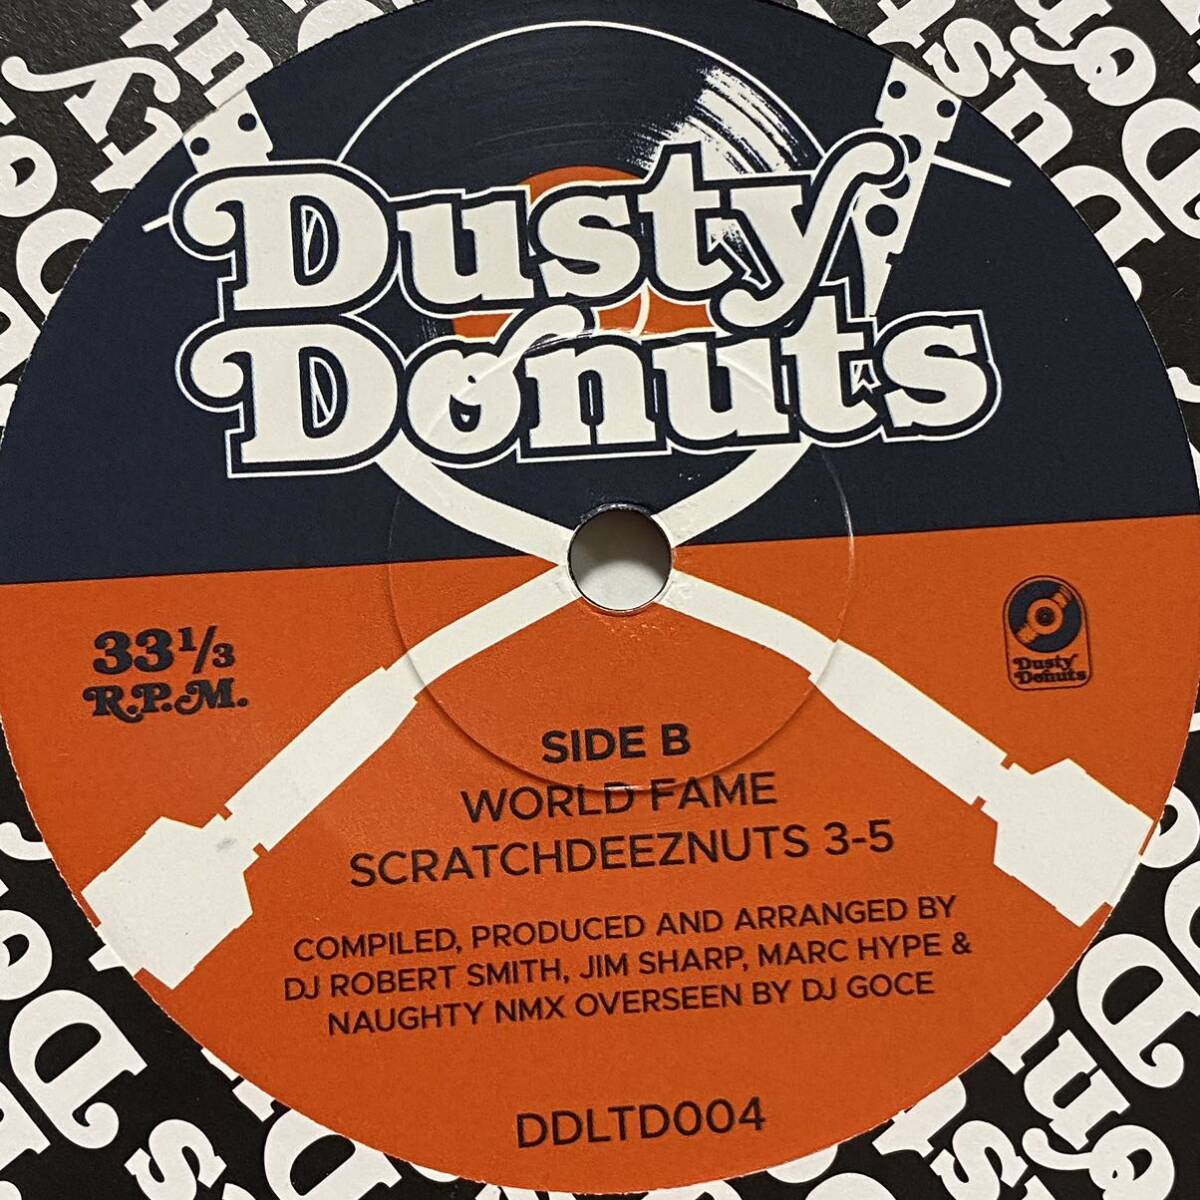 Dusty
Donuts
33 1/3
R.P.M.
Dusty
Donuts
SIDE B
WORLD FAME
SCRATCHDEEZNUTS 3-5
COMPILED, PRODUCED AND ARRANGED BY
DJ ROBERT SMITH, JIM SHARP, MARC HYPE &
NAUGHTY NMX OVERSEEN BY DJ GOCE
DDLTD004